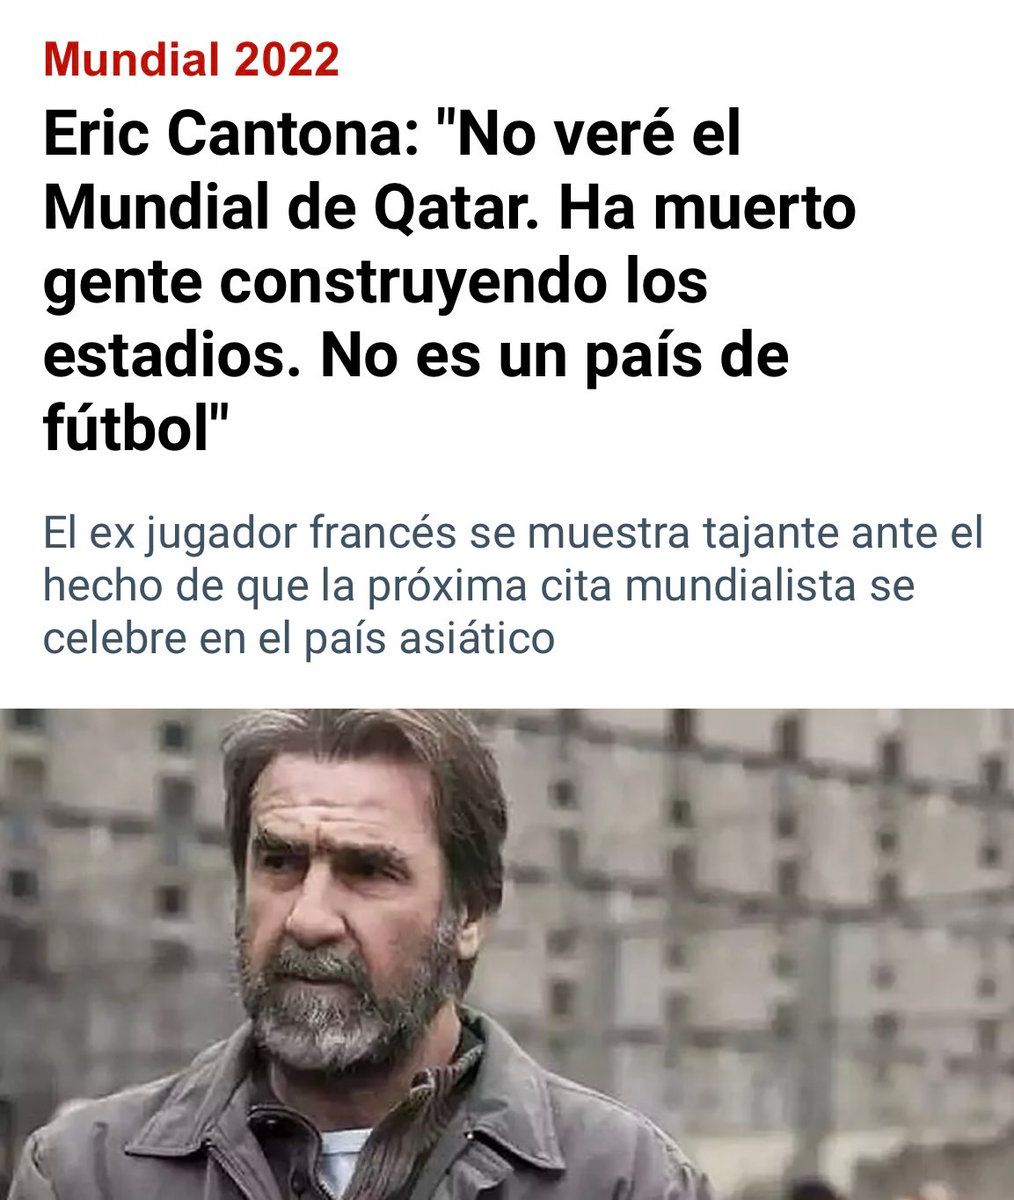 Mundial 2022
Eric Cantona: "No veré el
Mundial de Qatar. Ha muerto
gente construyendo los
estadios. No es un país de
fútbol"
El ex jugador francés se muestra tajante ante el
hecho de que la próxima cita mundialista se
celebre en el país asiático